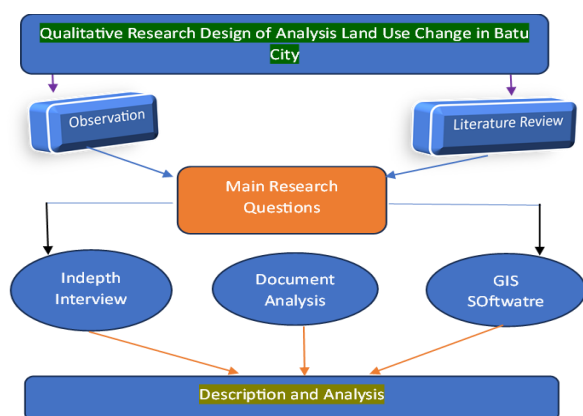 Qualitative Research Design of Analysis Land Use Change in Batu
City
Observation
Literature Review
Main Research
Questions
Indepth
Interview
Document
Analysis
GIS
SOftwatre
Description and Analysis